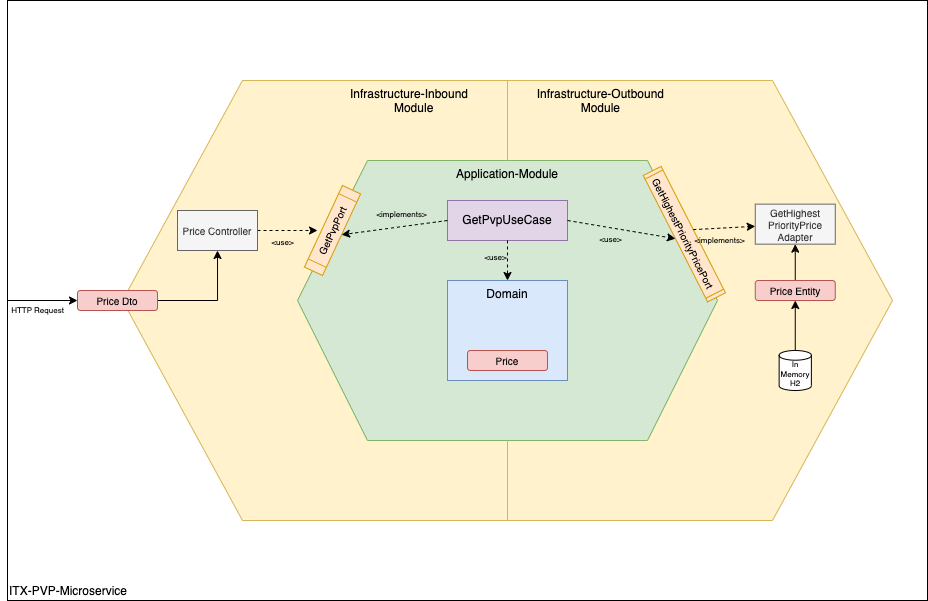 Infrastructure-Inbound
Module
Infrastructure-Outbound
Module
Application-Module
GetPvpPort
GetHighestPriorityPricePort
Price Controller
<use>
<implements>
GetPvpUseCase
<use>
<use>
<implements>
GetHighest
PriorityPrice
Adapter
Domain
Price
HTTP Request
Price Dto
Price Entity
In
Memory
H2
ITX-PVP-Microservice